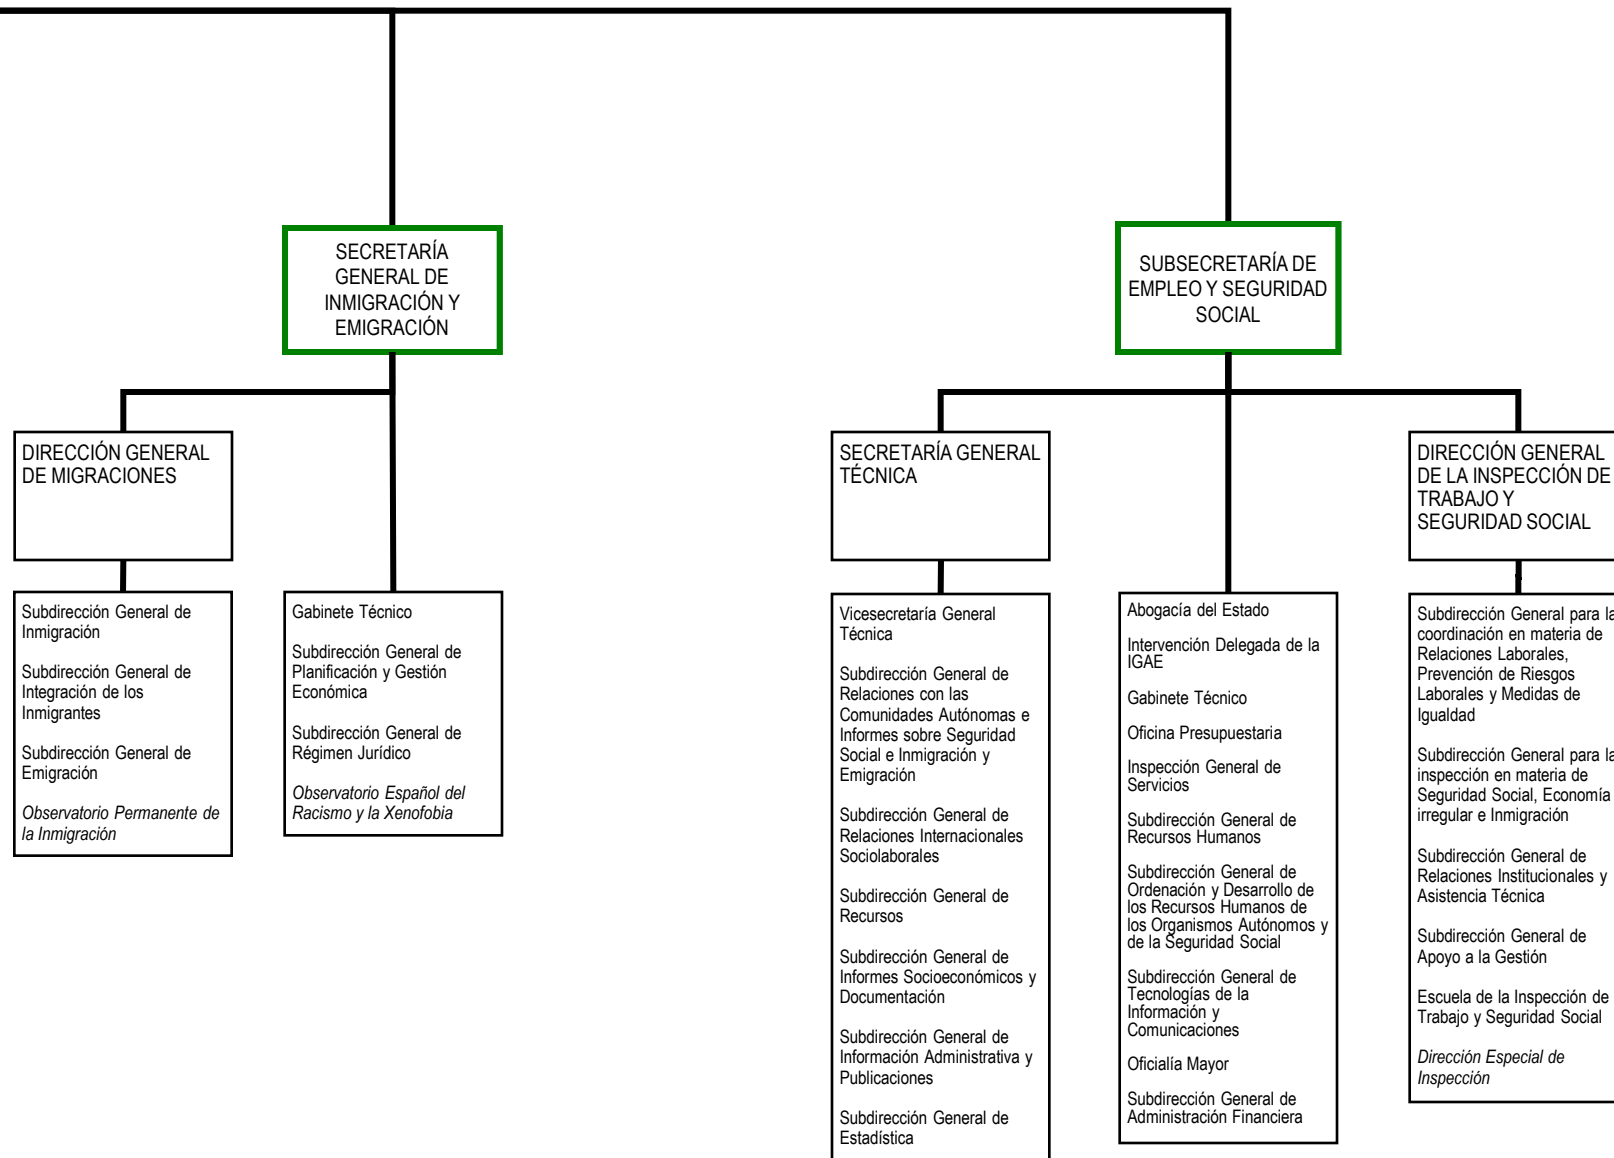 SECRETARÍA
GENERAL DE
INMIGRACIÓN Y
EMIGRACIÓN
SUBSECRETARÍA DE
EMPLEO Y SEGURIDAD
SOCIAL
DIRECCIÓN GENERAL
DE MIGRACIONES
SECRETARÍA GENERAL
TÉCNICA
DIRECCIÓN GENERAL
DE LA INSPECCIÓN DE
TRABAJO Y
SEGURIDAD SOCIAL
Subdirección General de
Inmigración
Subdirección General de
Integración de los
Inmigrantes
Subdirección General de
Emigración
Observatorio Permanente de
la Inmigración
Gabinete Técnico
Subdirección General de
Planificación y Gestión
Económica
Subdirección General de
Régimen Jurídico
Observatorio Español del
Racismo y la Xenofobia
Vicesecretaría General
Técnica
Subdirección General de
Relaciones con las
Comunidades Autónomas e
Informes sobre Seguridad
Social e Inmigración y
Emigración
Subdirección General de
Relaciones Internacionales
Sociolaborales
Subdirección General de
Recursos
Subdirección General de
Informes Socioeconómicos y
Documentación
Subdirección General de
Información Administrativa y
Publicaciones
Subdirección General de
Estadística
Abogacía del Estado
Intervención Delegada de la
IGAE
Gabinete Técnico
Oficina Presupuestaria
Inspección General de
Servicios
Subdirección General de
Recursos Humanos
Subdirección General de
Ordenación y Desarrollo de
los Recursos Humanos de
los Organismos Autónomos y
de la Seguridad Social
Subdirección General de
Tecnologías de la
Información y
Comunicaciones
Oficialía Mayor
Subdirección General de
Administración Financiera
Subdirección General para la
coordinación en materia de
Relaciones Laborales,
Prevención de Riesgos
Laborales y Medidas de
Igualdad
Subdirección General para la
inspección en materia de
Seguridad Social, Economía
irregular e Inmigración
Subdirección General de
Relaciones Institucionales y
Asistencia Técnica
Subdirección General de
Apoyo a la Gestión
Escuela de la Inspección de
Trabajo y Seguridad Social
Dirección Especial de
Inspección